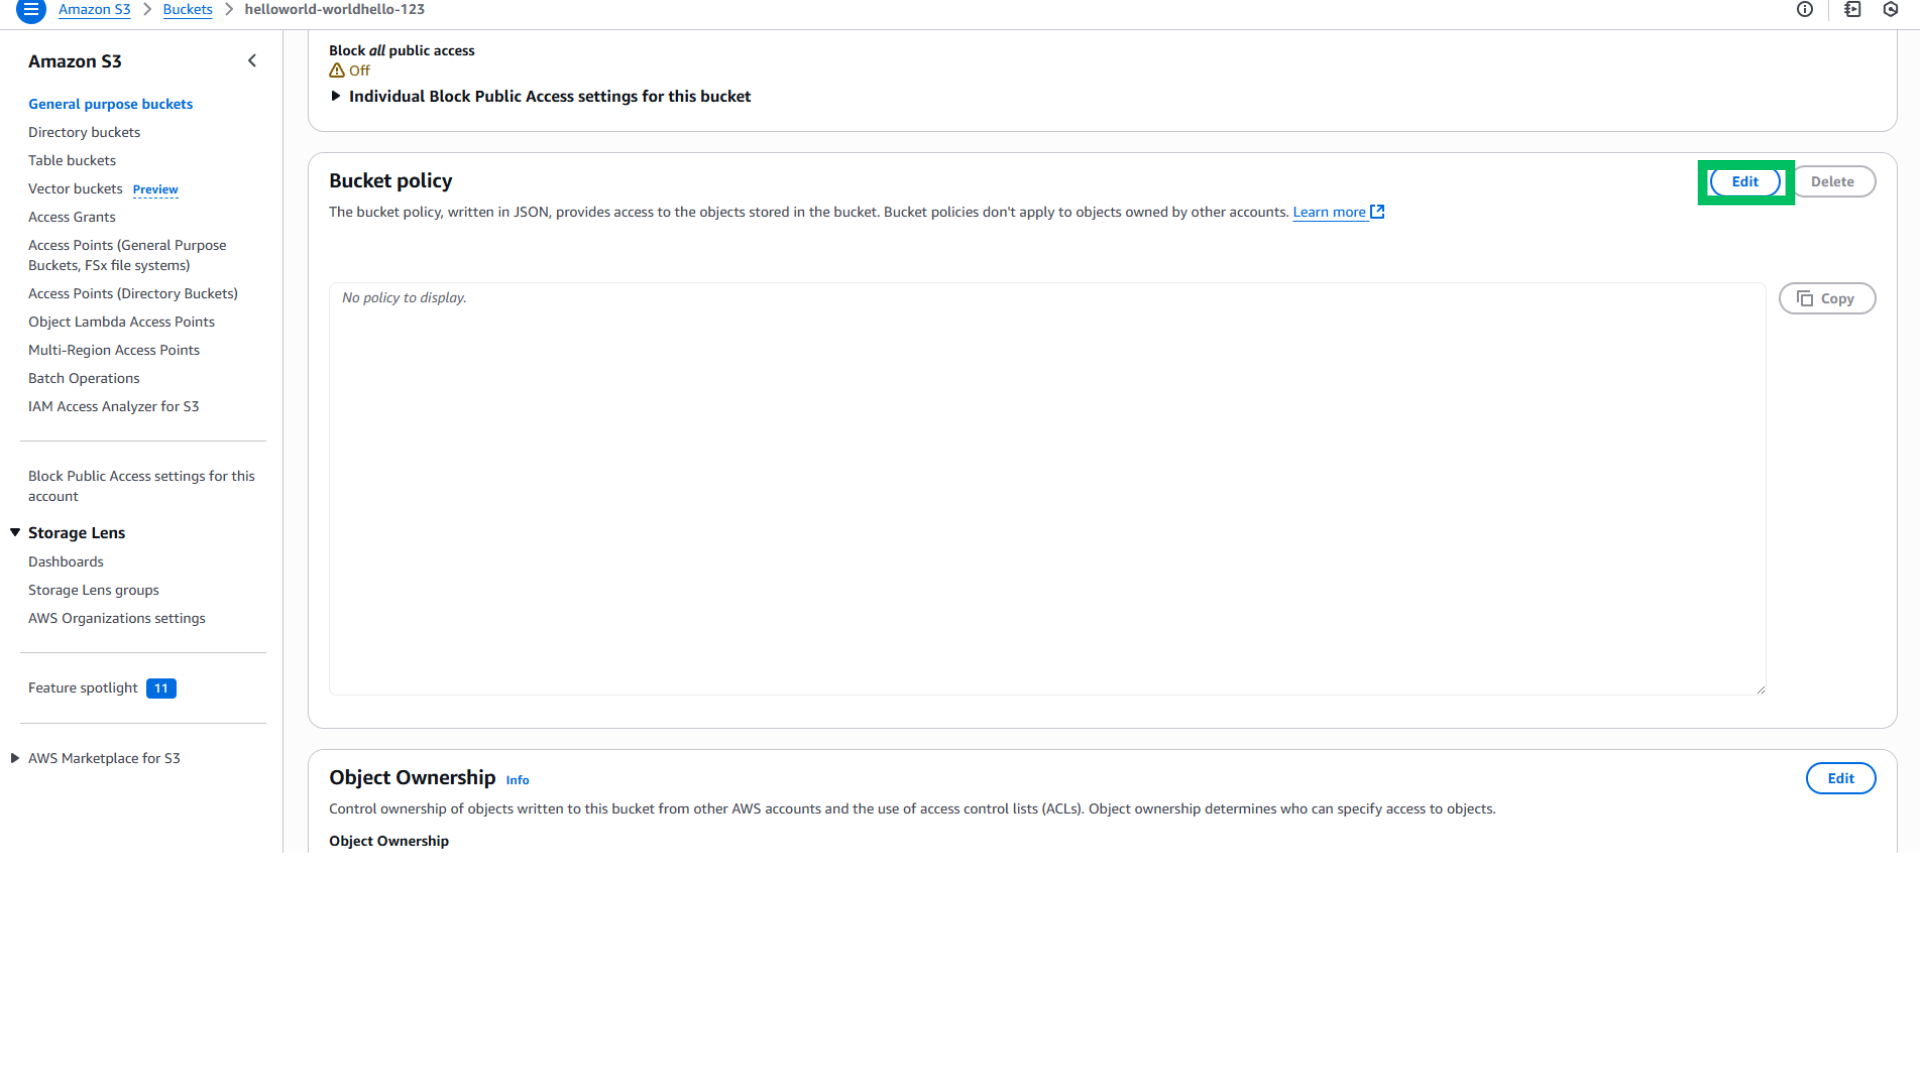 Amazon S3 > Buckets > helloworld-worldhello-123
Amazon S3
General purpose buckets
Directory buckets
Table buckets
Vector buckets Preview
Access Grants
Access Points (General Purpose
Buckets, FSx file systems)
Access Points (Directory Buckets)
Object Lambda Access Points
Multi-Region Access Points
Batch Operations
IAM Access Analyzer for S3
Block Public Access settings for this
account
Storage Lens
Dashboards
Storage Lens groups
AWS Organizations settings
Feature spotlight 11
AWS Marketplace for S3
Block all public access
Off
Individual Block Public Access settings for this bucket
Bucket policy
Edit
Delete
The bucket policy, written in JSON, provides access to the objects stored in the bucket. Bucket policies don't apply to objects owned by other accounts. Learn more
No policy to display.
Copy
Object Ownership Info
Edit
Control ownership of objects written to this bucket from other AWS accounts and the use of access control lists (ACLs). Object ownership determines who can specify access to objects.
Object Ownership